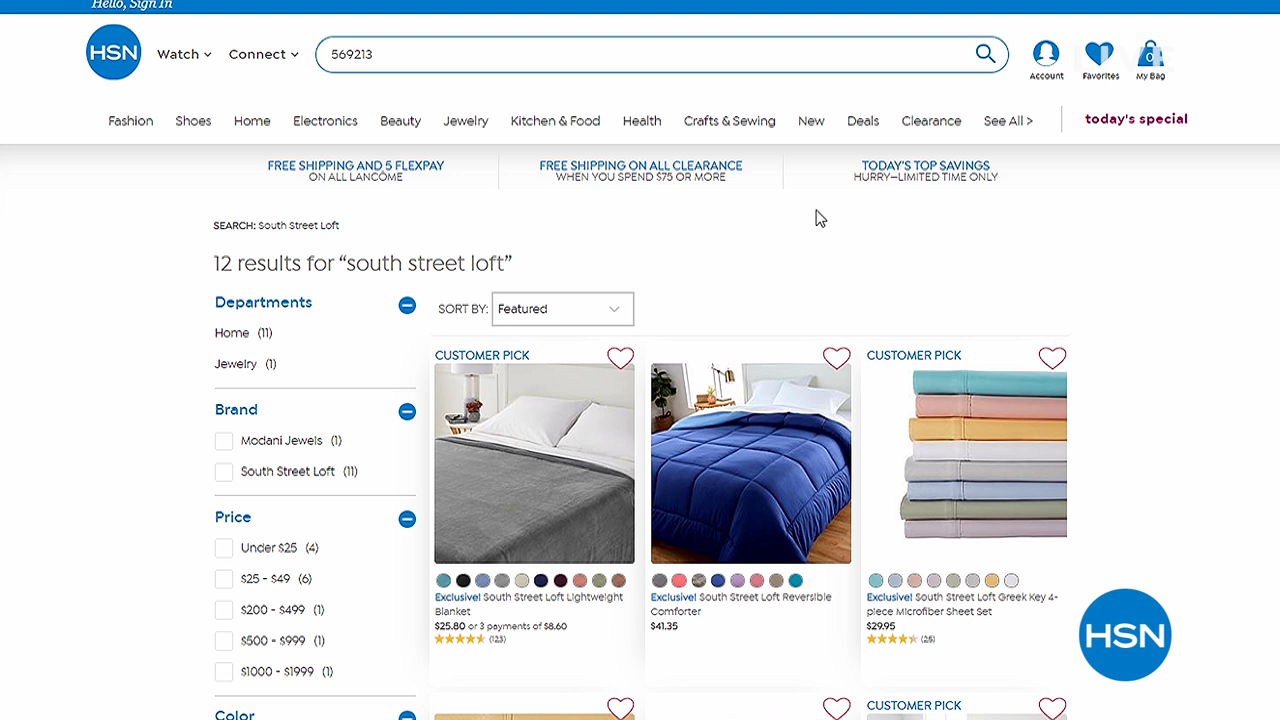 Hello, Sign In
HSN
Watch
Connect
569213
Account
Favorites
0
My Bag
LIVE
Fashion
Shoes
Home
Electronics
Beauty
Jewelry
Kitchen & Food
Health
Crafts & Sewing
New
Deals
Clearance
See All >
today's special
FREE SHIPPING AND 5 FLEXPAY
ON ALL LANCÔME
FREE SHIPPING ON ALL CLEARANCE
WHEN YOU SPEND $75 OR MORE
TODAY'S TOP SAVINGS
HURRY—LIMITED TIME ONLY
SEARCH: South Street Loft
12 results for “south street loft”
Departments
Home (11)
Jewelry (1)
Brand
Modani Jewels (1)
South Street Loft (11)
Price
Under $25 (4)
$25 - $49 (6)
$200 - $499 (1)
$500 - $999 (1)
$1000 - $1999 (1)
Color
SORT BY: Featured
CUSTOMER PICK
Exclusive! South Street Loft Lightweight
Blanket
$25.80 or 3 payments of $8.60
(123)
Exclusive! South Street Loft Reversible
Comforter
$41.35
CUSTOMER PICK
Exclusive! South Street Loft Greek Key 4-
piece Microfiber Sheet Set
$29.95
(26)
CUSTOMER PICK
HSN